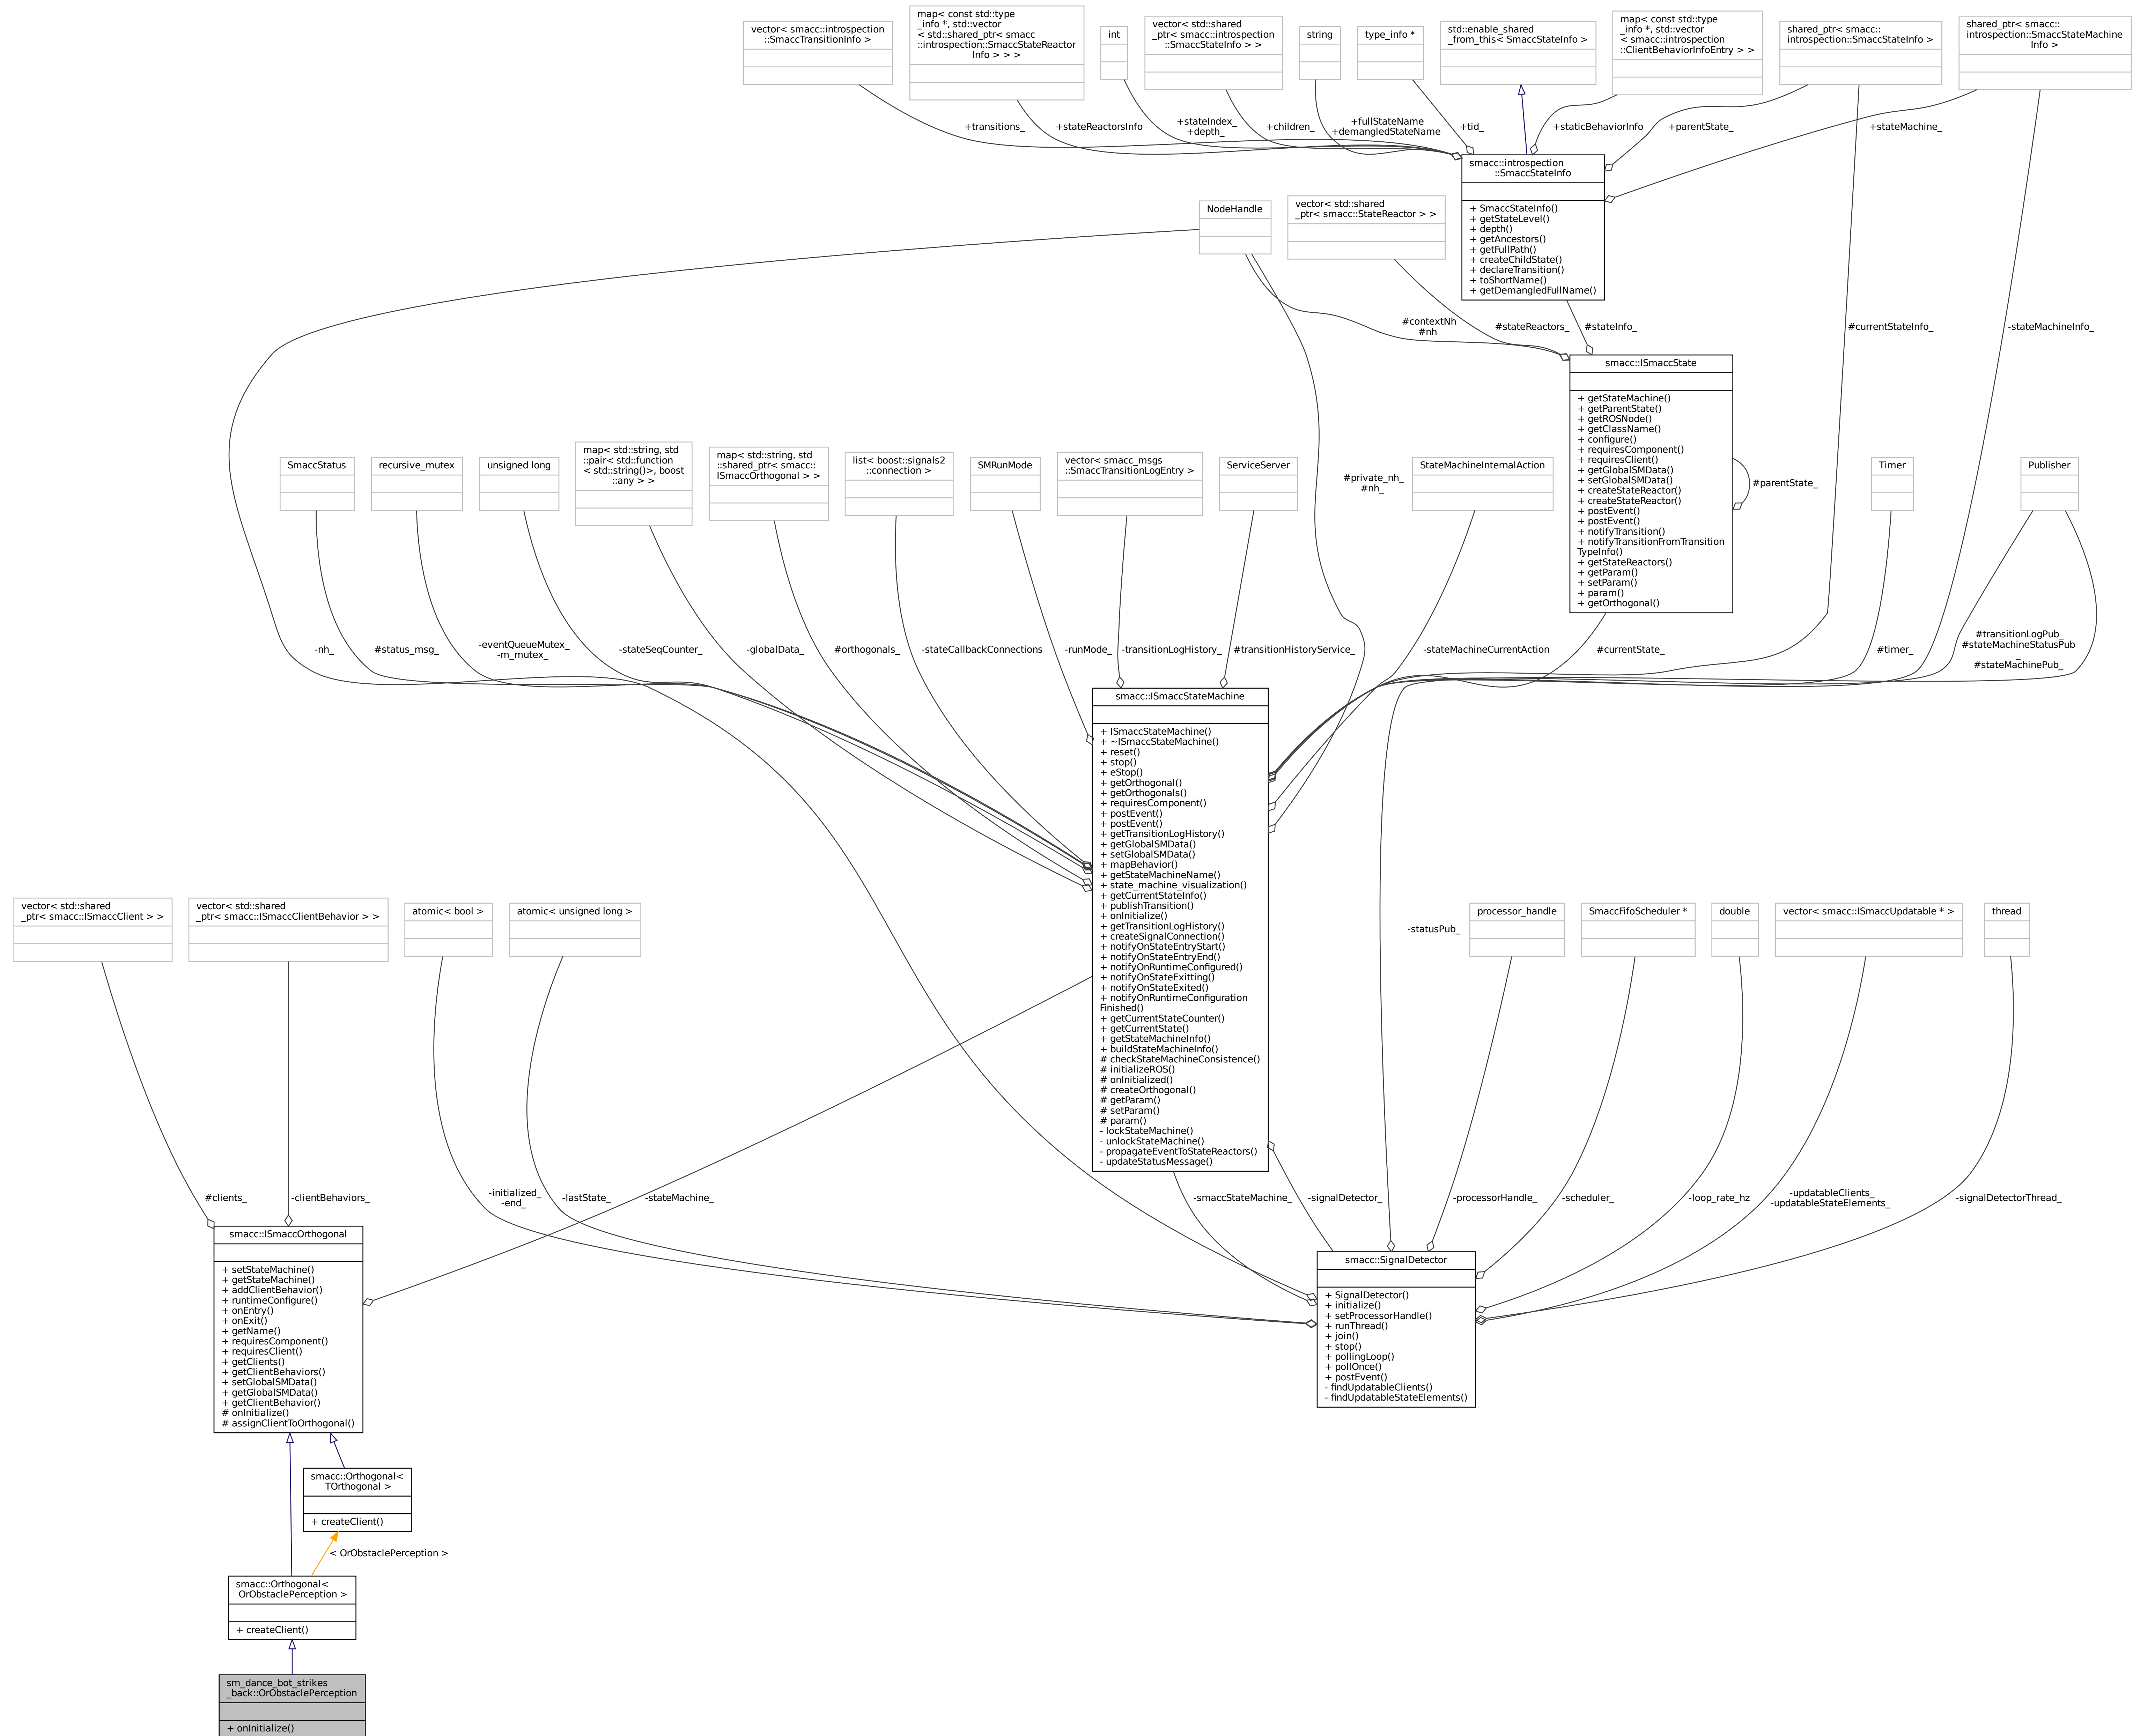 vector< smacc::introspection
::SmaccTransitionInfo >
map< const std::type
_info *, std::vector
< std::shared_ptr< smacc
::introspection::SmaccStateReactor
Info > > >
int
vector< std::shared
_ptr< smacc::introspection
::SmaccStateInfo > >
string
type_info *
std::enable_shared
_from_this< SmaccStateInfo >
map< const std::type
_info *, std::vector
< smacc::introspection
::ClientBehaviorInfoEntry > >
shared_ptr< smacc::
introspection::SmaccStateInfo >
shared_ptr< smacc::
introspection::SmaccStateMachine
Info >
+transitions_
+stateReactorsInfo
+stateIndex_
+depth_
+children_
+fullStateName
+demangledStateName
+tid_
+staticBehaviorInfo
+parentState_
+stateMachine_
smacc::introspection
::SmaccStateInfo
+ SmaccStateInfo()
+ getStateLevel()
+ depth()
+ getAncestors()
+ getFullPath()
+ createChildState()
+ declareTransition()
+ toShortName()
+ getDemangledFullName()
NodeHandle
vector< std::shared
_ptr< smacc::StateReactor > >
#contextNh
#nh
#stateReactors_
#stateInfo_
#currentStateInfo_
-stateMachineInfo_
smacc::ISmaccState
+ getStateMachine()
+ getParentState()
+ getROSNode()
+ getClassName()
+ configure()
+ requiresComponent()
+ requiresClient()
+ getGlobalSMData()
+ setGlobalSMData()
+ createStateReactor()
+ createStateReactor()
+ postEvent()
+ postEvent()
+ notifyTransition()
+ notifyTransitionFromTransition
TypeInfo()
+ getStateReactors()
+ getParam()
+ setParam()
+ param()
+ getOrthogonal()
#parentState_
SmaccStatus
recursive_mutex
unsigned long
map< std::string, std
::pair< std::function
< std::string()>, boost
::any > >
map< std::string, std
::shared_ptr< smacc::
ISmaccOrthogonal > >
list< boost::signals2
::connection >
SMRunMode
vector< smacc_msgs
::SmaccTransitionLogEntry >
ServiceServer
#private_nh_
#nh_
StateMachineInternalAction
Timer
Publisher
-nh_
#status_msg_
-eventQueueMutex_
-m_mutex_
-stateSeqCounter_
-globalData_
#orthogonals_
-stateCallbackConnections
-runMode_
-transitionLogHistory_
#transitionHistoryService_
-stateMachineCurrentAction
#currentState_
#timer_
#transitionLogPub_
#stateMachineStatusPub
_
#stateMachinePub_
smacc::ISmaccStateMachine
+ ISmaccStateMachine()
+ ~ISmaccStateMachine()
+ reset()
+ stop()
+ eStop()
+ getOrthogonal()
+ getOrthogonals()
+ requiresComponent()
+ postEvent()
+ postEvent()
+ getTransitionLogHistory()
+ getGlobalSMData()
+ setGlobalSMData()
+ mapBehavior()
+ getStateMachineName()
+ state_machine_visualization()
+ getCurrentStateInfo()
+ publishTransition()
+ onInitialize()
+ getTransitionLogHistory()
+ createSignalConnection()
+ notifyOnStateEntryStart()
+ notifyOnStateEntryEnd()
+ notifyOnRuntimeConfigured()
+ notifyOnStateExitting()
+ notifyOnStateExited()
+ notifyOnRuntimeConfiguration
Finished()
+ getCurrentStateCounter()
+ getCurrentState()
+ getStateMachineInfo()
+ buildStateMachineInfo()
# checkStateMachineConsistence()
# initializeROS()
# onInitialized()
# createOrthogonal()
# getParam()
# setParam()
# param()
- lockStateMachine()
- unlockStateMachine()
- propagateEventToStateReactors()
- updateStatusMessage()
vector< std::shared
_ptr< smacc::ISmaccClient > >
vector< std::shared
_ptr< smacc::ISmaccClientBehavior > >
atomic< bool >
atomic< unsigned long >
-statusPub_
processor_handle
SmaccFifoScheduler *
double
vector< smacc::ISmaccUpdatable * >
thread
#clients_
-clientBehaviors_
-initialized_
-end_
-lastState_
-stateMachine_
-smaccStateMachine_
-signalDetector_
-processorHandle_
-scheduler_
-loop_rate_hz
-updatableClients_
-updatableStateElements_
-signalDetectorThread_
smacc::ISmaccOrthogonal
+ setStateMachine()
+ getStateMachine()
+ addClientBehavior()
+ runtimeConfigure()
+ onEntry()
+ onExit()
+ getName()
+ requiresComponent()
+ requiresClient()
+ getClients()
+ getClientBehaviors()
+ setGlobalSMData()
+ getGlobalSMData()
+ getClientBehavior()
# onInitialize()
# assignClientToOrthogonal()
smacc::SignalDetector
+ SignalDetector()
+ initialize()
+ setProcessorHandle()
+ runThread()
+ join()
+ stop()
+ pollingLoop()
+ pollOnce()
+ postEvent()
- findUpdatableClients()
- findUpdatableStateElements()
smacc::Orthogonal<
TOrthogonal >
+ createClient()
< OrObstaclePerception >
smacc::Orthogonal<
OrObstaclePerception >
+ createClient()
sm_dance_bot_strikes
_back::OrObstaclePerception
+ onInitialize()